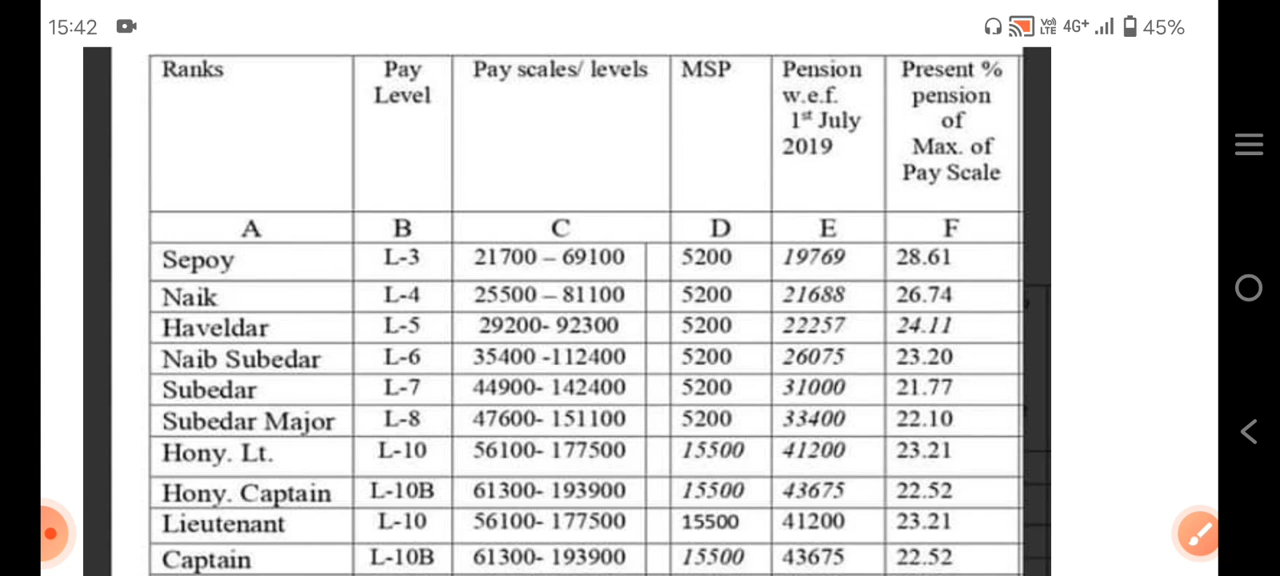 15:42
Vo)) LTE 4G+ 45%
Ranks Pay Level Pay scales/ levels MSP Pension w.e.f. 1st July 2019 Present % pension of Max. of Pay Scale
A B C D E F
Sepoy L-3 21700 – 69100 5200 19769 28.61
Naik L-4 25500 – 81100 5200 21688 26.74
Haveldar L-5 29200- 92300 5200 22257 24.11
Naib Subedar L-6 35400 -112400 5200 26075 23.20
Subedar L-7 44900- 142400 5200 31000 21.77
Subedar Major L-8 47600- 151100 5200 33400 22.10
Hony. Lt. L-10 56100- 177500 15500 41200 23.21
Hony. Captain L-10B 61300- 193900 15500 43675 22.52
Lieutenant L-10 56100- 177500 15500 41200 23.21
Captain L-10B 61300- 193900 15500 43675 22.52